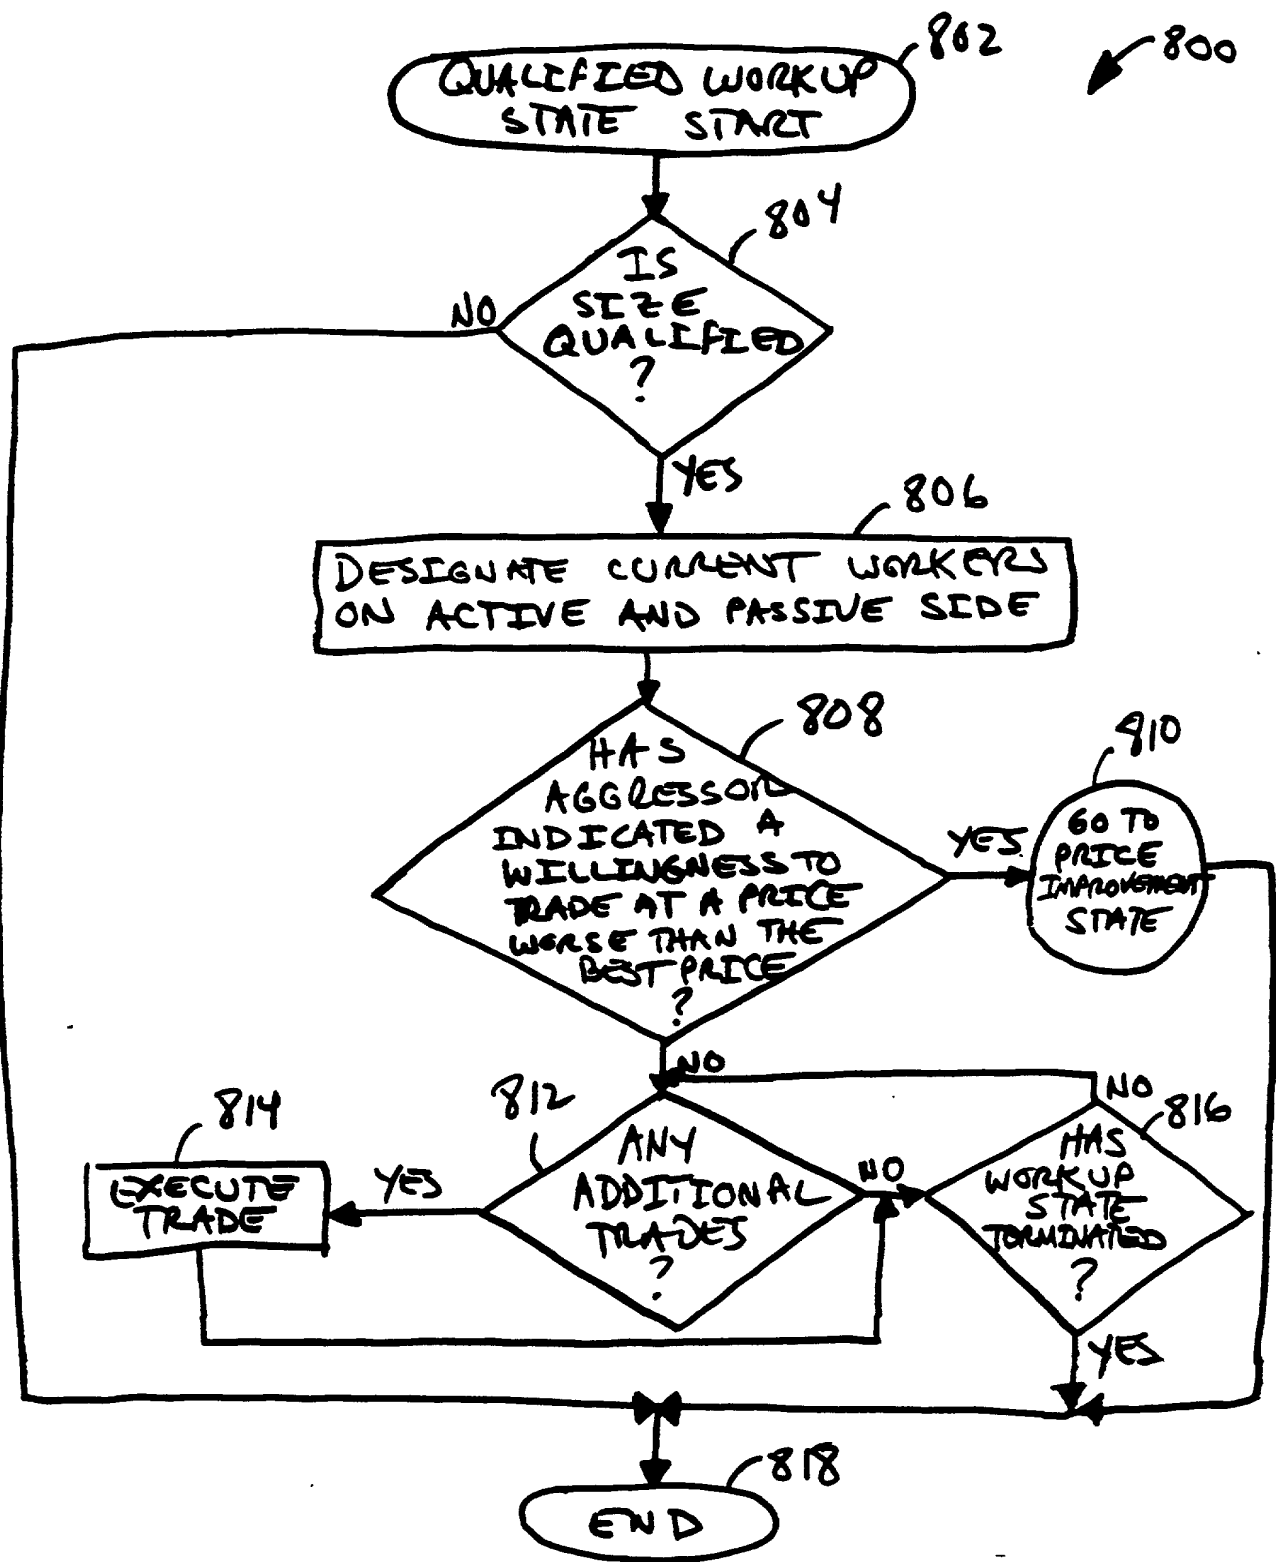 802
800
QUALIFIED WORKUP
STATE START
804
IS
SIZE
QUALIFIED
?
NO
YES
806
DESIGNATE CURRENT WORKERS
ON ACTIVE AND PASSIVE SIDE
808
HAS
AGGRESSOR
INDICATED A
WILLINGNESS TO
TRADE AT A PRICE
WORSE THAN THE
BEST PRICE
?
YES
810
GO TO
PRICE
IMPROVEMENT
STATE
NO
812
ANY
ADDITIONAL
TRADES
?
YES
814
EXECUTE
TRADE
NO
NO
816
HAS
WORKUP
STATE
TORMINATED
?
YES
818
END